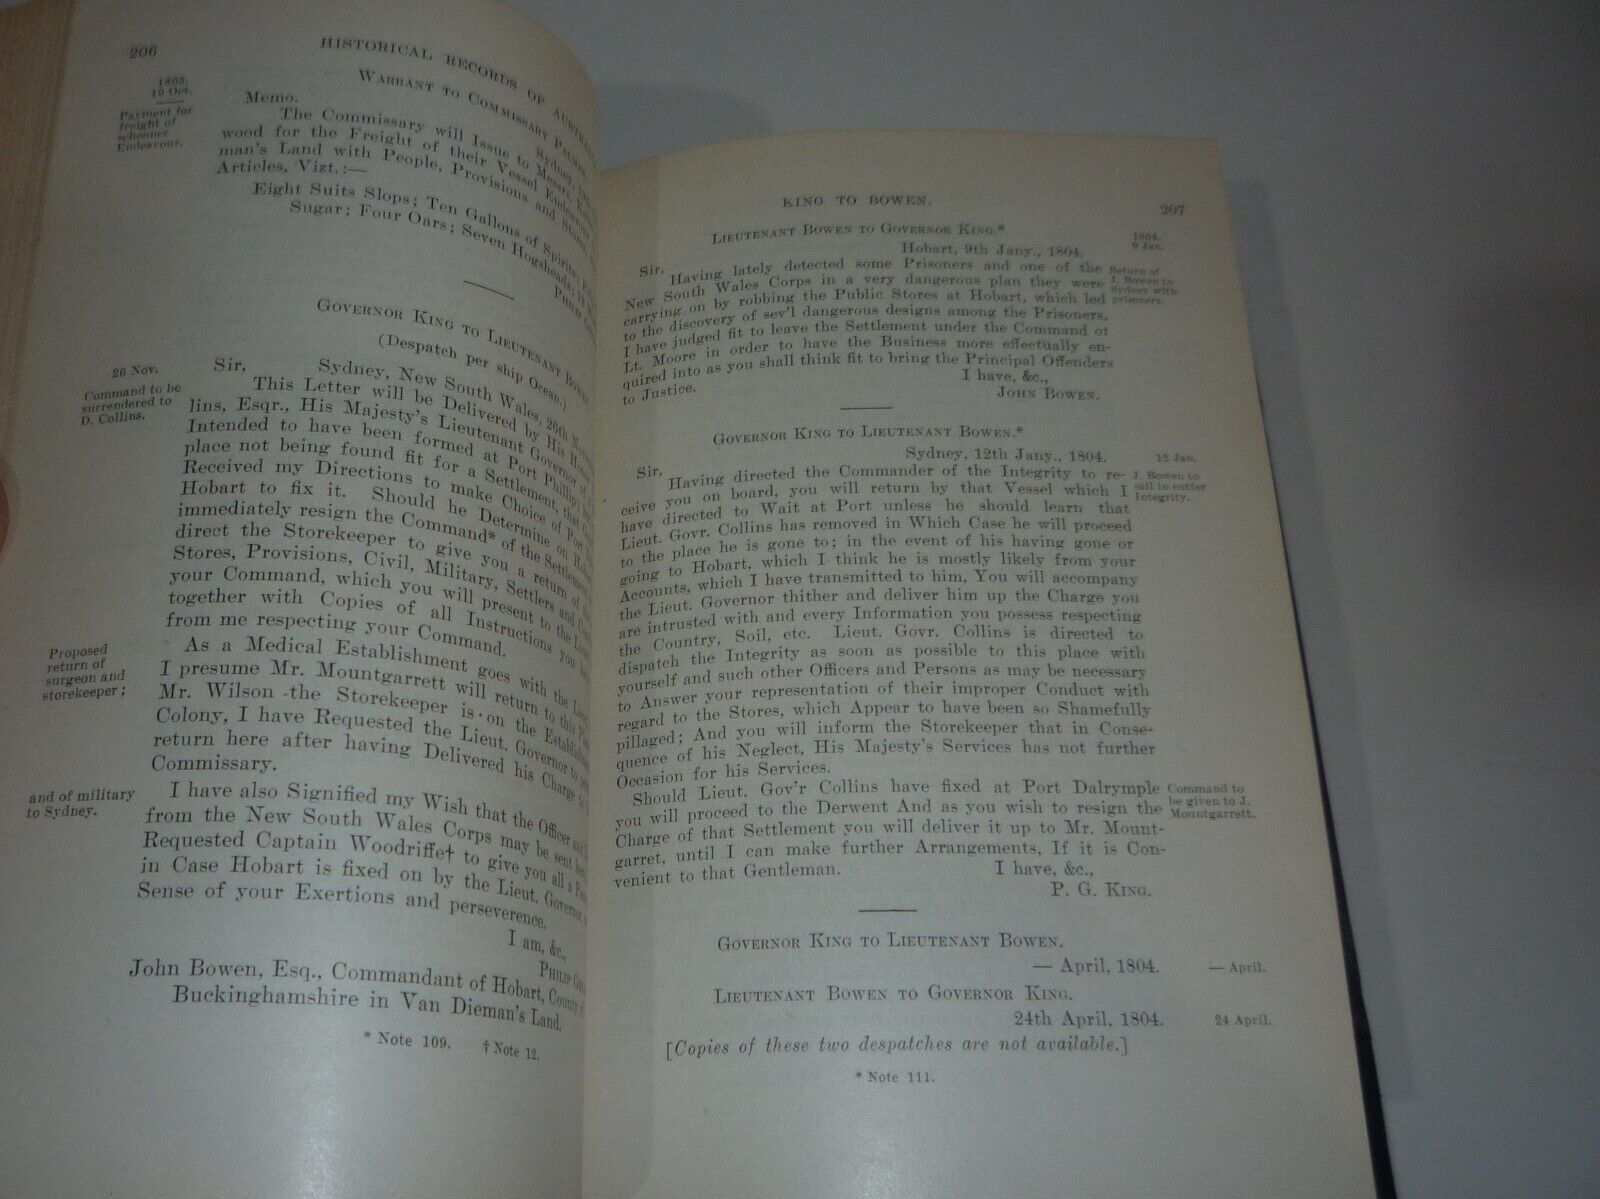 206
HISTORICAL RECORDS OF
WARRANT TO COMMISSARY PALMER.
1803.
19 Oct.
Payment for
freight of
schooner
Endeavour.
Memo. Sydney,
The Commissary will Issue to Messrs.
wood for the Freight of their Vessel Endeavour
man's Land with People, Provisions and
Articles, Vizt.:—
Eight Suits Slops; Ten Gallons of Spirits;
Sugar; Four Oars; Seven Hogsheads;
GOVERNOR KING TO LIEUTENANT BOWEN.
(Despatch per ship Ocean.)
26 Nov.
Command to be
surrendered to
D. Collins.
Sir, Sydney, New South Wales, 26th
This Letter will be Delivered by His
lins, Esqr., His Majesty's Lieutenant Governor of
Intended to have been formed at Port Phillip;
place not being found fit for a Settlement, that
Received my Directions to make Choice of Port
Hobart to fix it. Should he Determine on
immediately resign the Command* of the Settlement
direct the Storekeeper to give you a return of
Stores, Provisions, Civil, Military, Settlers and
your Command, which you will present to the
together with Copies of all Instructions you
from me respecting your Command.
Proposed
return of
surgeon and
storekeeper;
As a Medical Establishment goes with the
I presume Mr. Mountgarrett will return to this
Mr. Wilson the Storekeeper is on the
Colony, I have Requested the Lieut. Governor to
return here after having Delivered his Charge to
Commissary.
and of military
to Sydney.
I have also Signified my Wish that the Officer
from the New South Wales Corps may be sent
Requested Captain Woodriffe† to give you all a
in Case Hobart is fixed on by the Lieut. Governor,
Sense of your Exertions and perseverence.
I am, &c.,
PHILIP
John Bowen, Esq., Commandant of Hobart, County of
Buckinghamshire in Van Dieman's Land.
* Note 109. † Note 12.
KING TO BOWEN.
207
LIEUTENANT BOWEN TO GOVERNOR KING.*
1804.
9 Jan.
Hobart, 9th Jany., 1804.
Return of
J. Bowen to
Sydney with
prisoners.
Sir,
Having lately detected some Prisoners and one of the
New South Wales Corps in a very dangerous plan they were
carrying on by robbing the Public Stores at Hobart, which led
to the discovery of sev'l dangerous designs among the Prisoners,
I have judged fit to leave the Settlement under the Command of
Lt. Moore in order to have the Business more effectually en-
quired into as you shall think fit to bring the Principal Offenders
to Justice. I have, &c.,
JOHN BOWEN.
GOVERNOR KING TO LIEUTENANT BOWEN.*
Sydney, 12th Jany., 1804.
12 Jan.
J. Bowen to
sail in cutter
Integrity.
Sir,
Having directed the Commander of the Integrity to re-
ceive you on board, you will return by that Vessel which I
have directed to Wait at Port unless he should learn that
Lieut. Govr. Collins has removed in Which Case he will proceed
to the place he is gone to; in the event of his having gone or
going to Hobart, which I think he is mostly likely from your
Accounts, which I have transmitted to him, You will accompany
the Lieut. Governor thither and deliver him up the Charge you
are intrusted with and every Information you possess respecting
the Country, Soil, etc. Lieut. Govr. Collins is directed to
dispatch the Integrity as soon as possible to this place with
yourself and such other Officers and Persons as may be necessary
to Answer your representation of their improper Conduct with
regard to the Stores, which Appear to have been so Shamefully
pillaged; And you will inform the Storekeeper that in Conse-
quence of his Neglect, His Majesty's Services has not further
Occasion for his Services.
Command to
be given to J.
Mountgarrett.
Should Lieut. Gov'r Collins have fixed at Port Dalrymple
you will proceed to the Derwent And as you wish to resign the
Charge of that Settlement you will deliver it up to Mr. Mount-
garret, until I can make further Arrangements, If it is Con-
venient to that Gentleman. I have, &c.,
P. G. KING.
GOVERNOR KING TO LIEUTENANT BOWEN.
— April, 1804.
— April.
LIEUTENANT BOWEN TO GOVERNOR KING.
24th April, 1804.
24 April.
[Copies of these two despatches are not available.]
* Note 111.